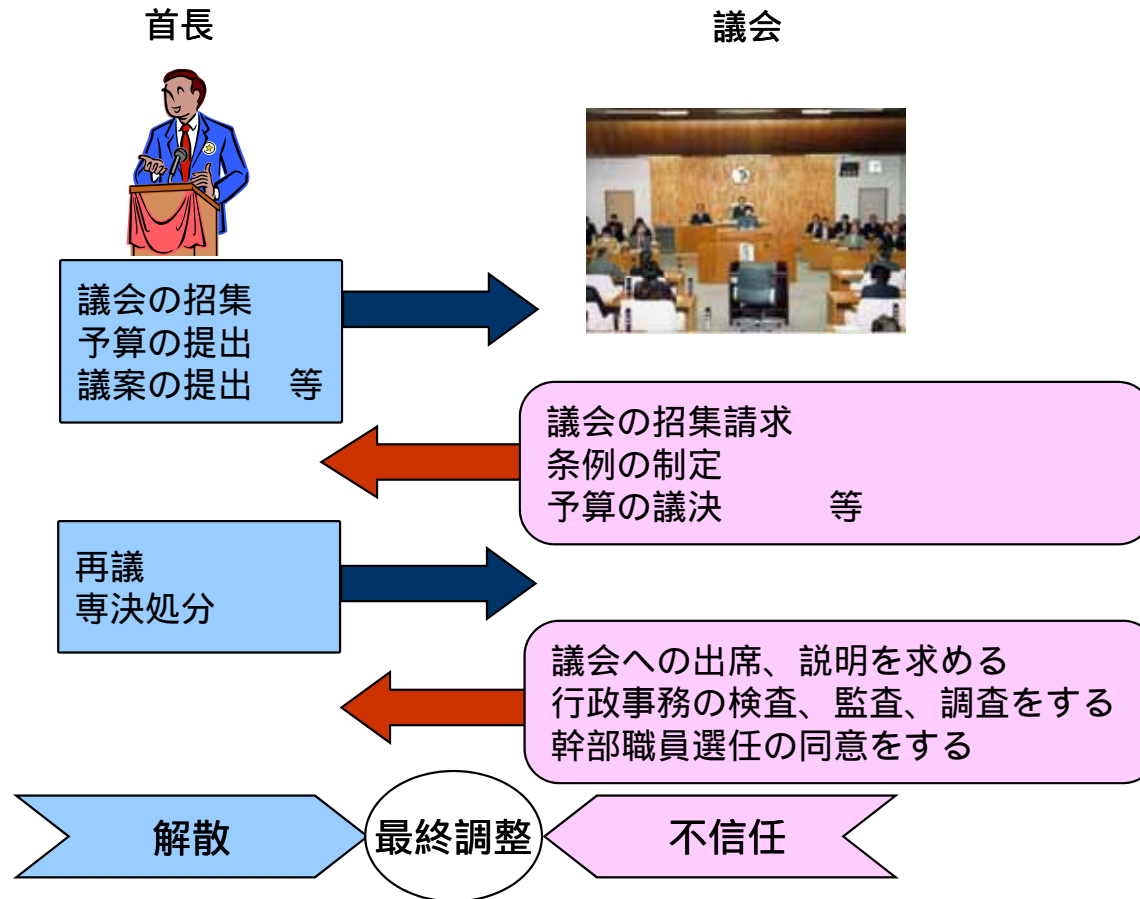 首長
議会
議会の招集
予算の提出
議案の提出　等
議会の招集請求
条例の制定
予算の議決　　　等
再議
専決処分
議会への出席、説明を求める
行政事務の検査、監査、調査をする
幹部職員選任の同意をする
解散
最終調整
不信任